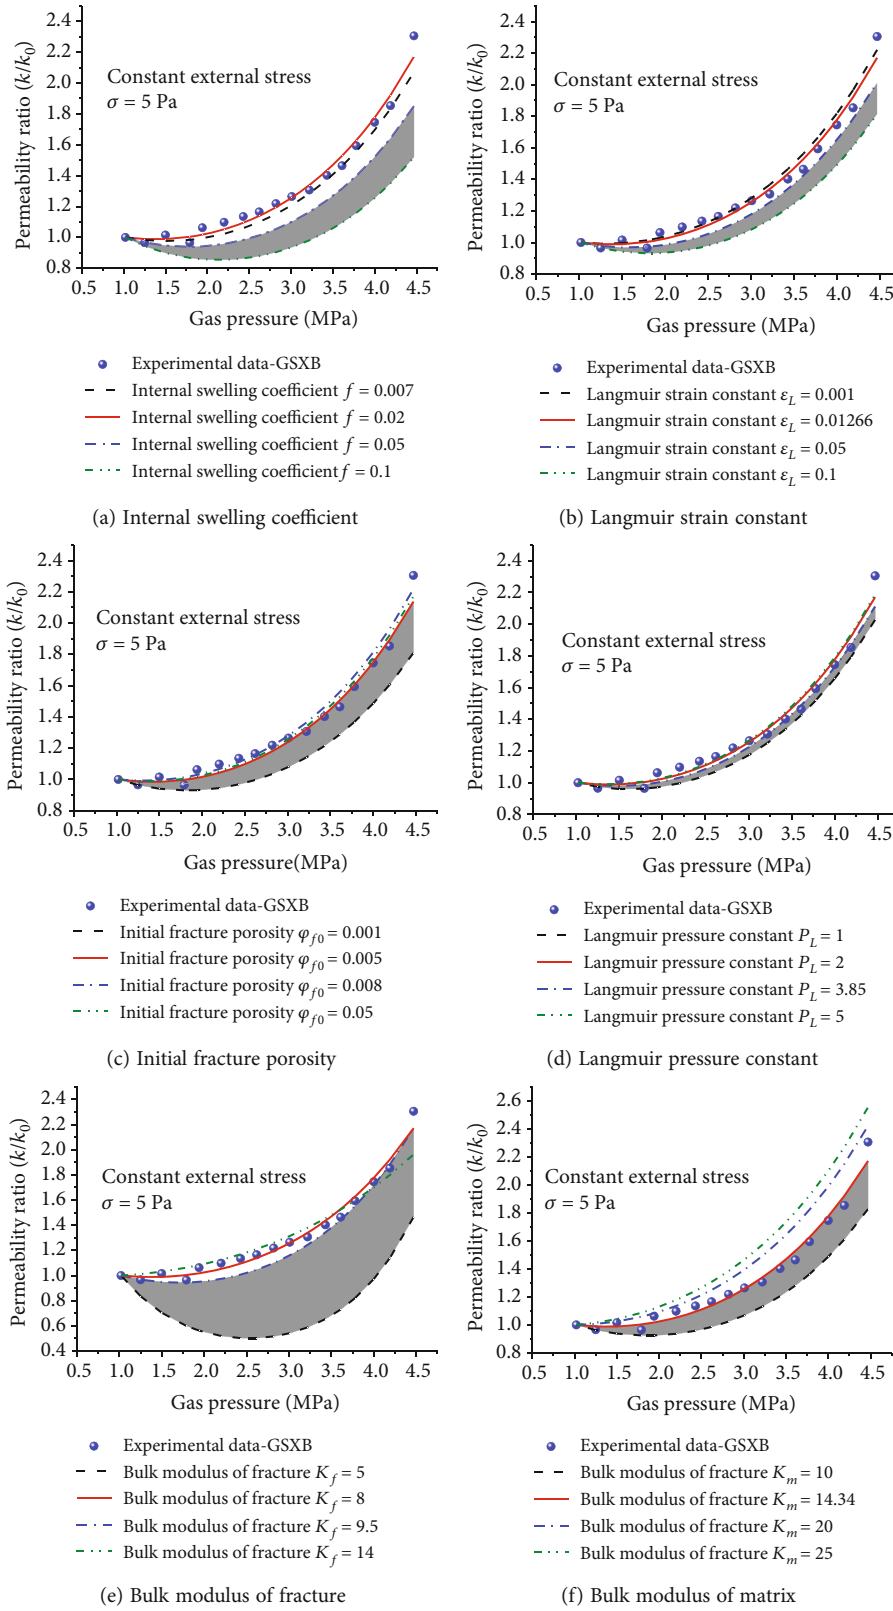 2.4
2.2
2.0
1.8
1.6
1.4
1.2
1.0
0.8
Permeability ratio (k/k0)
Constant external stress
σ = 5 Pa
0.5 1.0 1.5 2.0 2.5 3.0 3.5 4.0 4.5
Gas pressure (MPa)
Experimental data-GSXB
Internal swelling coefficient f = 0.007
Internal swelling coefficient f = 0.02
Internal swelling coefficient f = 0.05
Internal swelling coefficient f = 0.1
(a) Internal swelling coefficient
2.4
2.2
2.0
1.8
1.6
1.4
1.2
1.0
0.8
Permeability ratio (k/k0)
Constant external stress
σ = 5 Pa
0.5 1.0 1.5 2.0 2.5 3.0 3.5 4.0 4.5
Gas pressure (MPa)
Experimental data-GSXB
Langmuir strain constant εL = 0.001
Langmuir strain constant εL = 0.01266
Langmuir strain constant εL = 0.05
Langmuir strain constant εL = 0.1
(b) Langmuir strain constant
2.4
2.2
2.0
1.8
1.6
1.4
1.2
1.0
0.8
Permeability ratio (k/k0)
Constant external stress
σ = 5 Pa
0.5 1.0 1.5 2.0 2.5 3.0 3.5 4.0 4.5
Gas pressure(MPa)
Experimental data-GSXB
Initial fracture porosity φf0 = 0.001
Initial fracture porosity φf0 = 0.005
Initial fracture porosity φf0 = 0.008
Initial fracture porosity φf0 = 0.05
(c) Initial fracture porosity
2.4
2.2
2.0
1.8
1.6
1.4
1.2
1.0
0.8
Permeability ratio (k/k0)
Constant external stress
σ = 5 Pa
0.5 1.0 1.5 2.0 2.5 3.0 3.5 4.0 4.5
Gas pressure (MPa)
Experimental data-GSXB
Langmuir pressure constant PL = 1
Langmuir pressure constant PL = 2
Langmuir pressure constant PL = 3.85
Langmuir pressure constant PL = 5
(d) Langmuir pressure constant
2.4
2.2
2.0
1.8
1.6
1.4
1.2
1.0
0.8
0.6
0.4
Permeability ratio (k/k0)
Constant external stress
σ = 5 Pa
0.5 1.0 1.5 2.0 2.5 3.0 3.5 4.0 4.5
Gas pressure (MPa)
Experimental data-GSXB
Bulk modulus of fracture Kf = 5
Bulk modulus of fracture Kf = 8
Bulk modulus of fracture Kf = 9.5
Bulk modulus of fracture Kf = 14
(e) Bulk modulus of fracture
2.6
2.4
2.2
2.0
1.8
1.6
1.4
1.2
1.0
0.8
Permeability ratio (k/k0)
Constant external stress
σ = 5 Pa
0.5 1.0 1.5 2.0 2.5 3.0 3.5 4.0 4.5
Gas pressure (MPa)
Experimental data-GSXB
Bulk modulus of fracture Km = 10
Bulk modulus of fracture Km = 14.34
Bulk modulus of fracture Km = 20
Bulk modulus of fracture Km = 25
(f) Bulk modulus of matrix